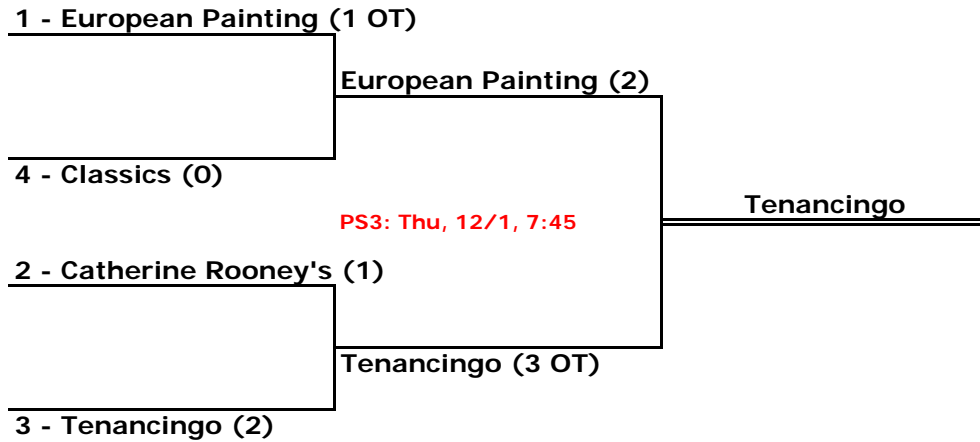 1 - European Painting (1 OT)
European Painting (2)
4 - Classics (0)
Tenancingo
PS3: Thu, 12/1, 7:45
2 - Catherine Rooney's (1)
Tenancingo (3 OT)
3 - Tenancingo (2)